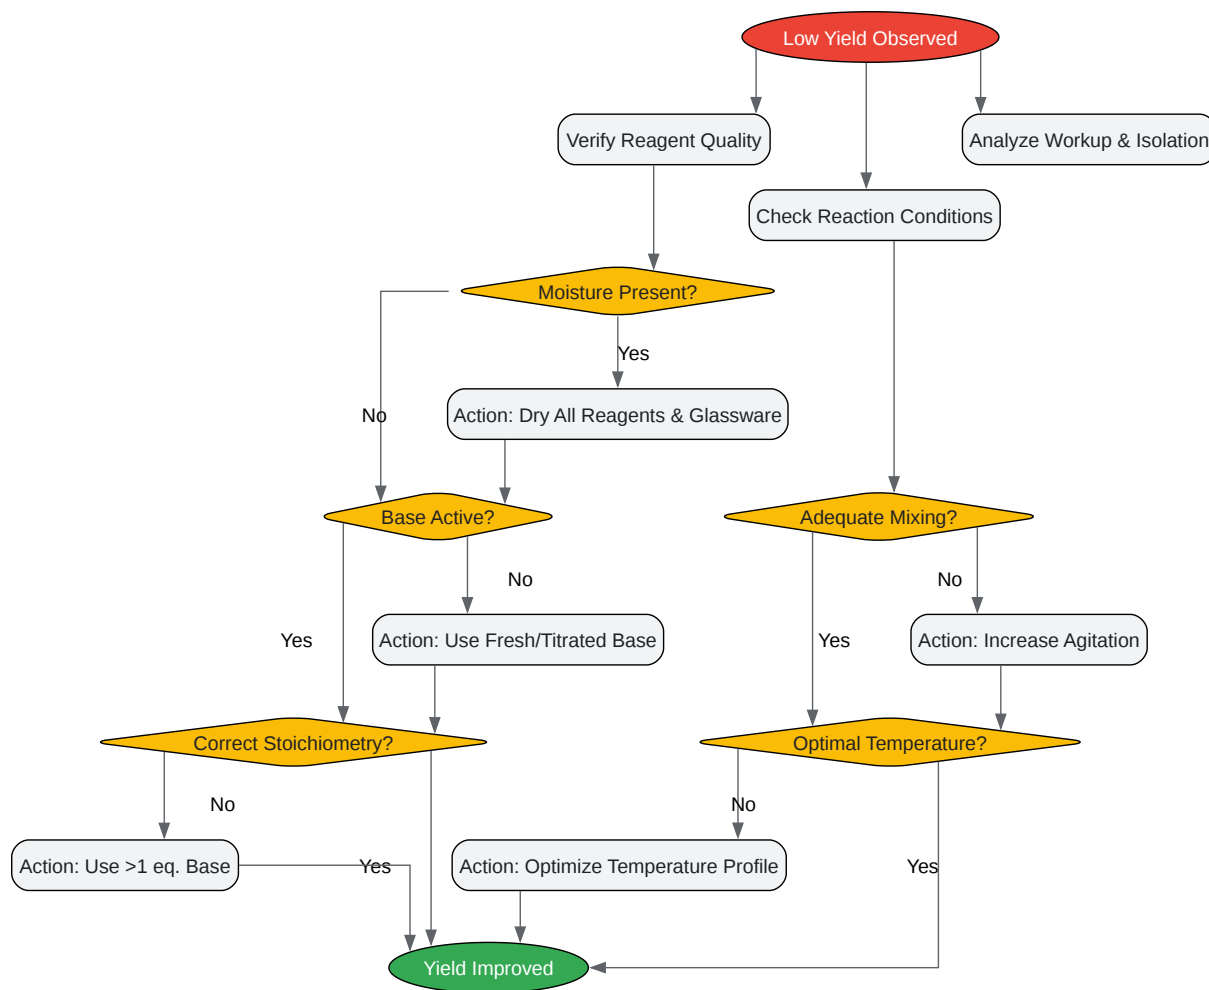 Low Yield Observed
Verify Reagent Quality
Analyze Workup & Isolation
Check Reaction Conditions
Moisture Present?
Yes
No
Action: Dry All Reagents & Glassware
Base Active?
Adequate Mixing?
No
No
Yes
Action: Use Fresh/Titrated Base
Yes
Action: Increase Agitation
Correct Stoichiometry?
Optimal Temperature?
No
No
Action: Use >1 eq. Base
Yes
Action: Optimize Temperature Profile
Yes
Yield Improved